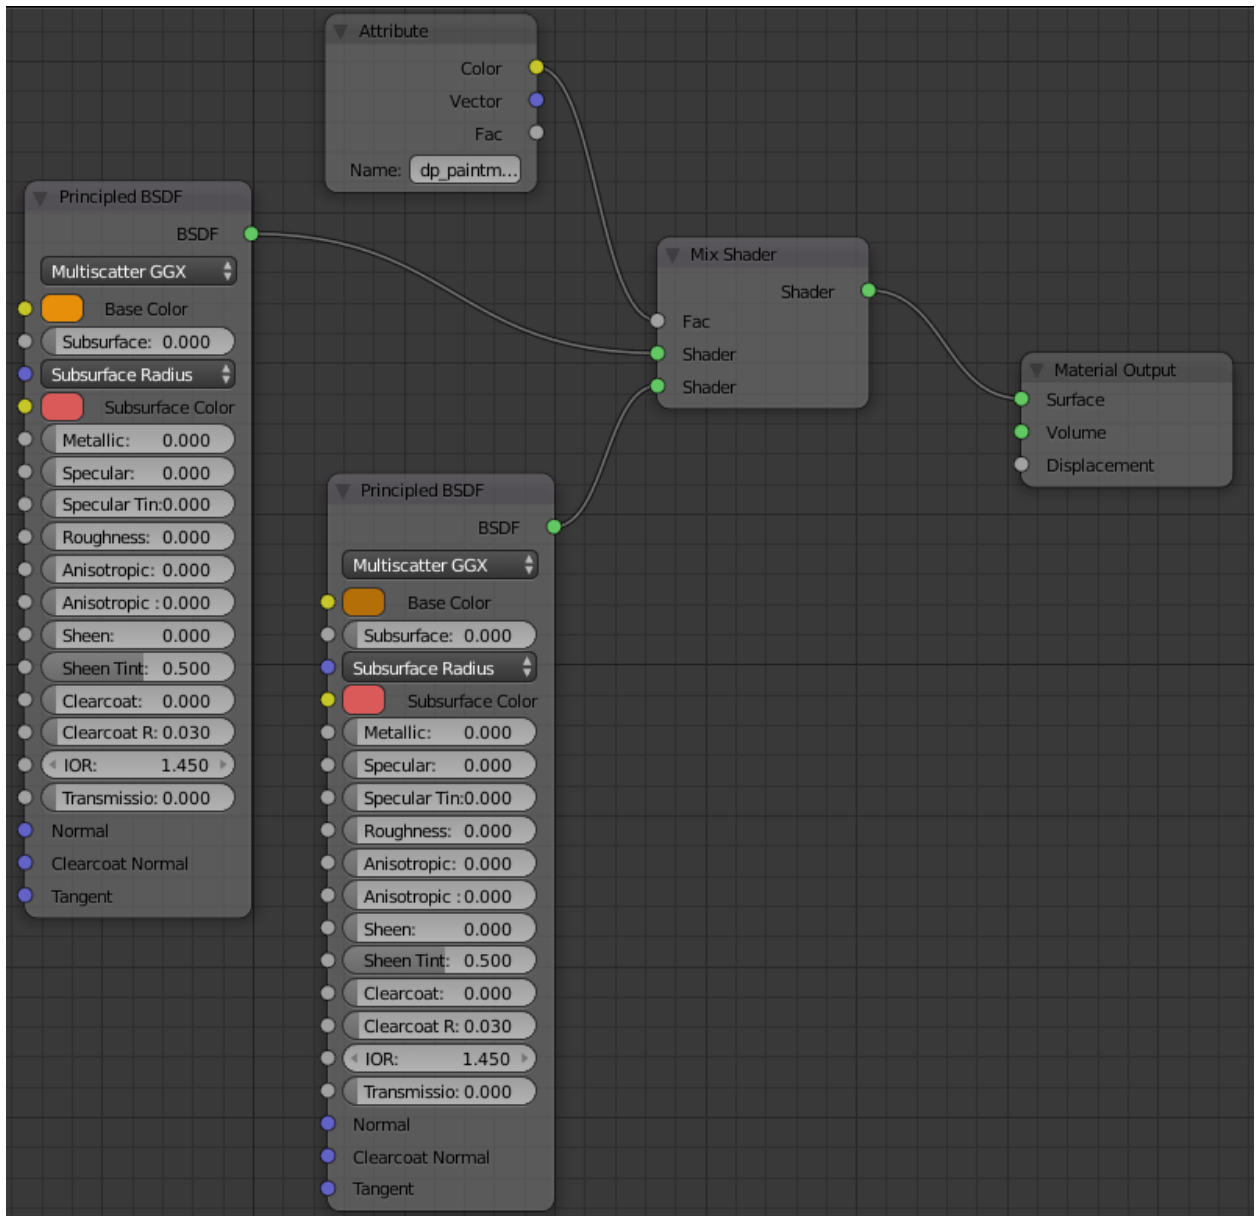 Attribute
Color
Vector
Fac
Name: dp_paintm...
Principled BSDF
BSDF
Multiscatter GGX
Base Color
Subsurface: 0.000
Subsurface Radius
Subsurface Color
Metallic: 0.000
Specular: 0.000
Specular Tin:0.000
Roughness: 0.000
Anisotropic: 0.000
Anisotropic : 0.000
Sheen: 0.000
Sheen Tint: 0.500
Clearcoat: 0.000
Clearcoat R: 0.030
IOR: 1.450
Transmissio: 0.000
Normal
Clearcoat Normal
Tangent
Principled BSDF
BSDF
Multiscatter GGX
Base Color
Subsurface: 0.000
Subsurface Radius
Subsurface Color
Metallic: 0.000
Specular: 0.000
Specular Tin:0.000
Roughness: 0.000
Anisotropic: 0.000
Anisotropic : 0.000
Sheen: 0.000
Sheen Tint: 0.500
Clearcoat: 0.000
Clearcoat R: 0.030
IOR: 1.450
Transmissio: 0.000
Normal
Clearcoat Normal
Tangent
Mix Shader
Shader
Fac
Shader
Shader
Material Output
Surface
Volume
Displacement